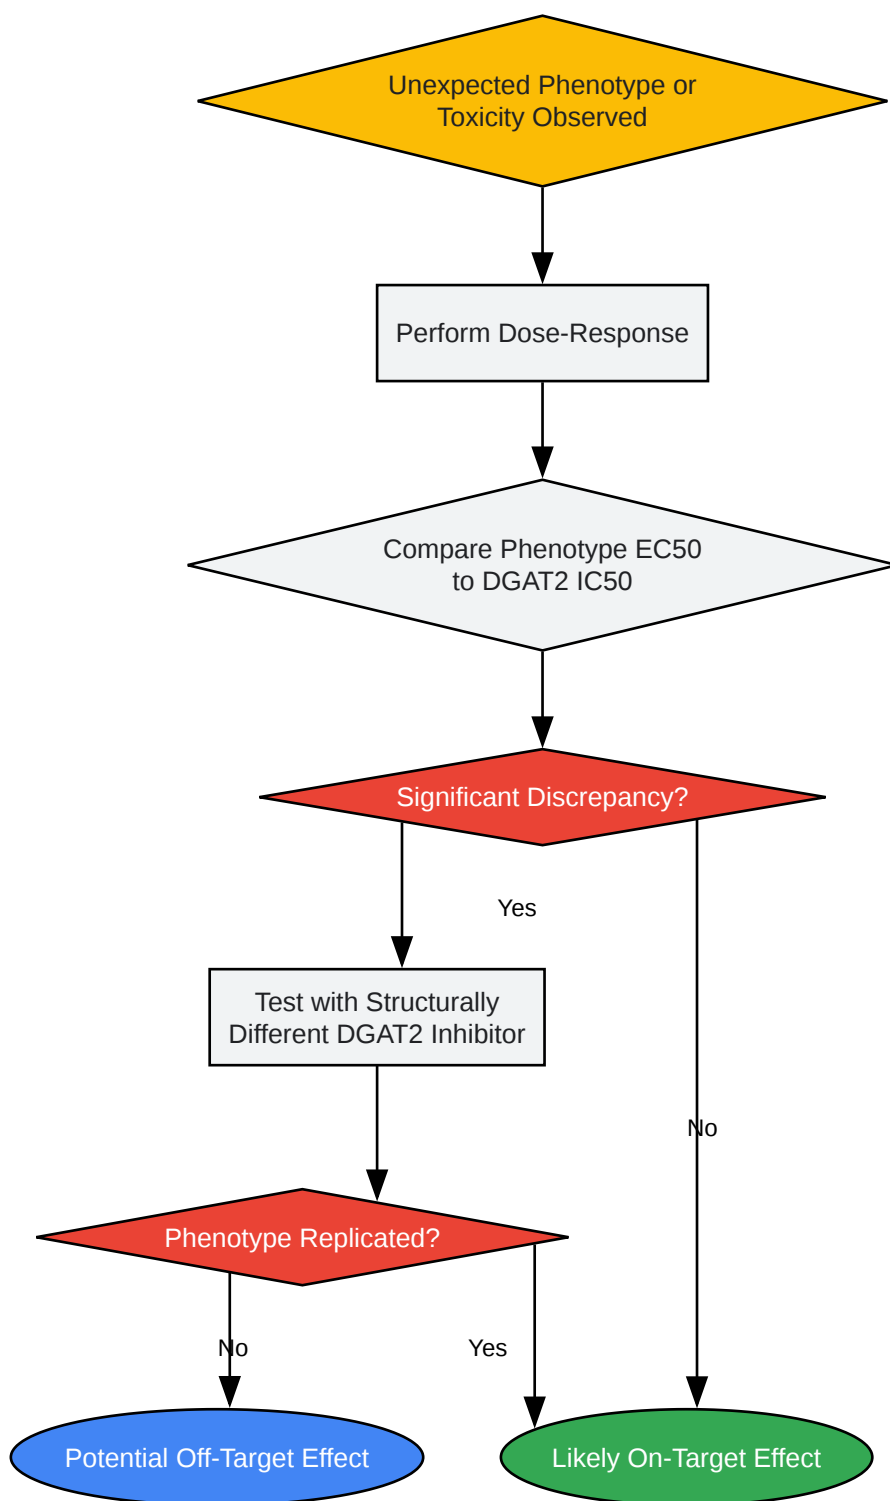 Unexpected Phenotype or
Toxicity Observed
Perform Dose-Response
Compare Phenotype EC50
to DGAT2 IC50
Significant Discrepancy?
Yes
Test with Structurally
Different DGAT2 Inhibitor
No
Phenotype Replicated?
No
Yes
Potential Off-Target Effect
Likely On-Target Effect